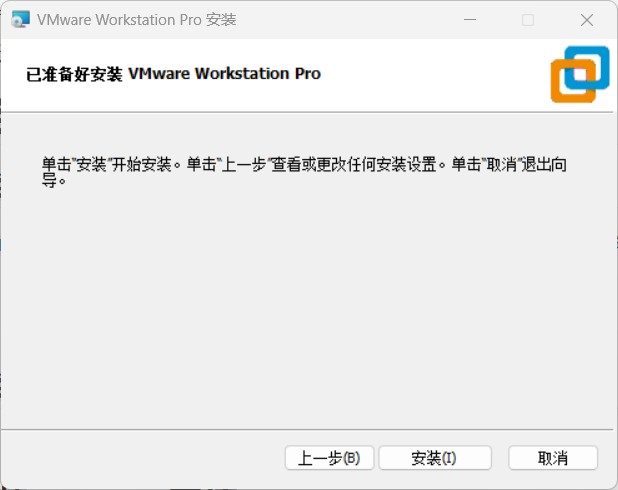 VMware Workstation Pro 安装
已准备好安装 VMware Workstation Pro
单击“安装”开始安装。单击“上一步”查看或更改任何安装设置。单击“取消”退出向
导。
上一步(B) 安装(I) 取消